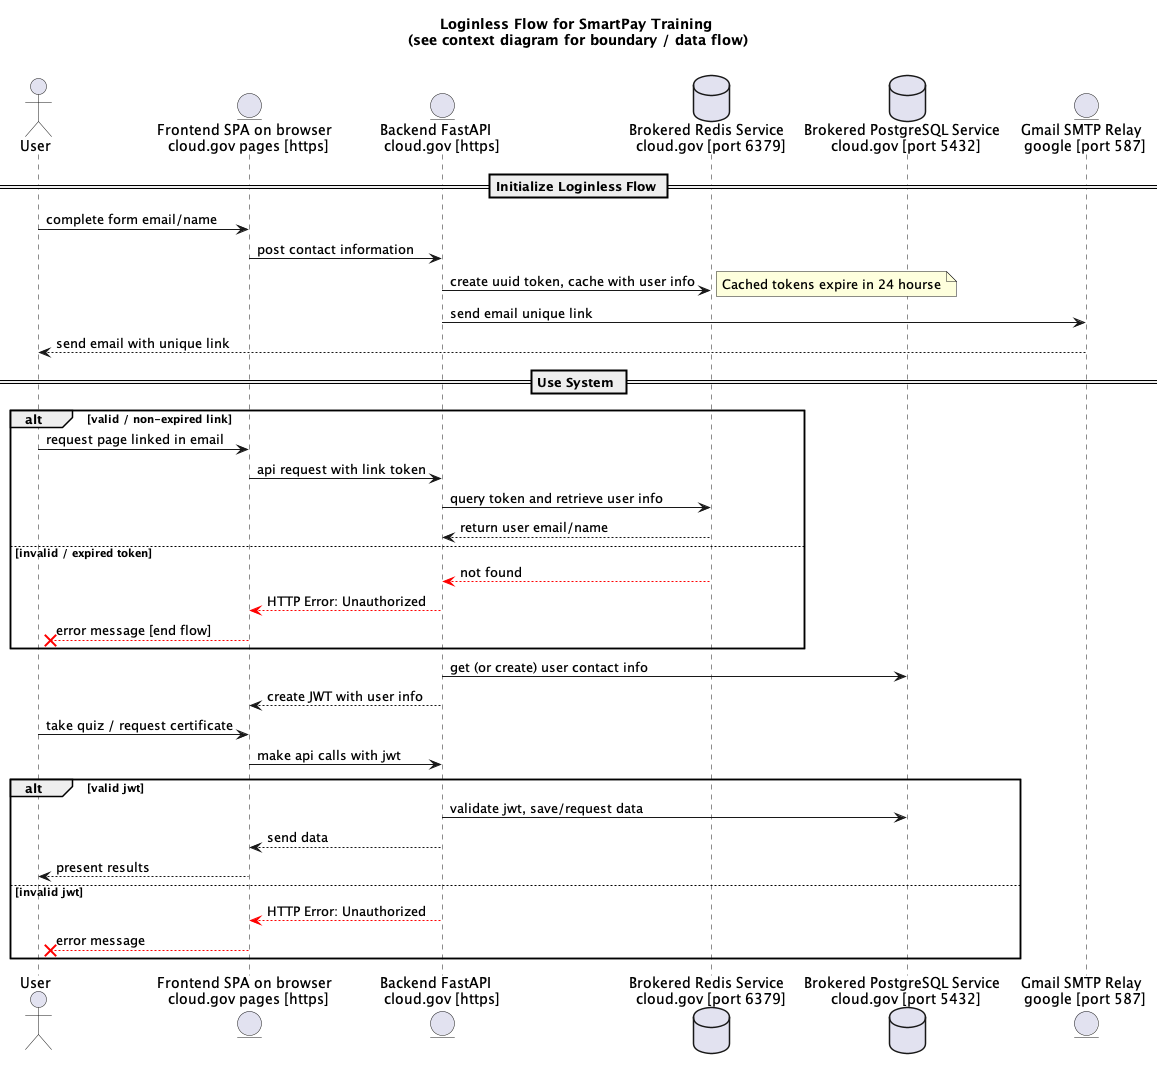 Loginless Flow for SmartPay Training
(see context diagram for boundary / data flow)
User
Frontend SPA on browser
cloud.gov pages [https]
Backend FastAPI
cloud.gov [https]
Brokered Redis Service
cloud.gov [port 6379]
Brokered PostgreSQL Service
cloud.gov [port 5432]
Gmail SMTP Relay
google [port 587]
Initialize Loginless Flow
complete form email/name
post contact information
create uuid token, cache with user info
Cached tokens expire in 24 hourse
send email unique link
send email with unique link
Use System
alt [valid / non-expired link]
request page linked in email
api request with link token
query token and retrieve user info
return user email/name
[invalid / expired token]
not found
HTTP Error: Unauthorized
error message [end flow]
get (or create) user contact info
create JWT with user info
take quiz / request certificate
make api calls with jwt
alt [valid jwt]
validate jwt, save/request data
send data
present results
[invalid jwt]
HTTP Error: Unauthorized
error message
User
Frontend SPA on browser
cloud.gov pages [https]
Backend FastAPI
cloud.gov [https]
Brokered Redis Service
cloud.gov [port 6379]
Brokered PostgreSQL Service
cloud.gov [port 5432]
Gmail SMTP Relay
google [port 587]